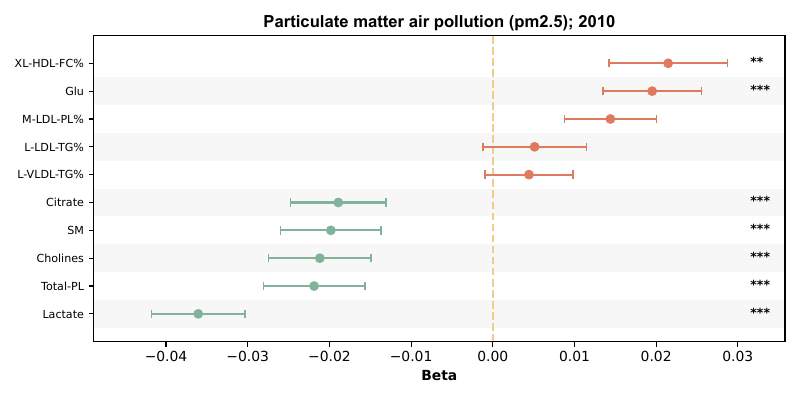 Particulate matter air pollution (pm2.5); 2010
XL-HDL-FC% **
Glu ***
M-LDL-PL%
L-LDL-TG%
L-VLDL-TG%
Citrate ***
SM ***
Cholines ***
Total-PL ***
Lactate ***
−0.04 −0.03 −0.02 −0.01 0.00 0.01 0.02 0.03
Beta